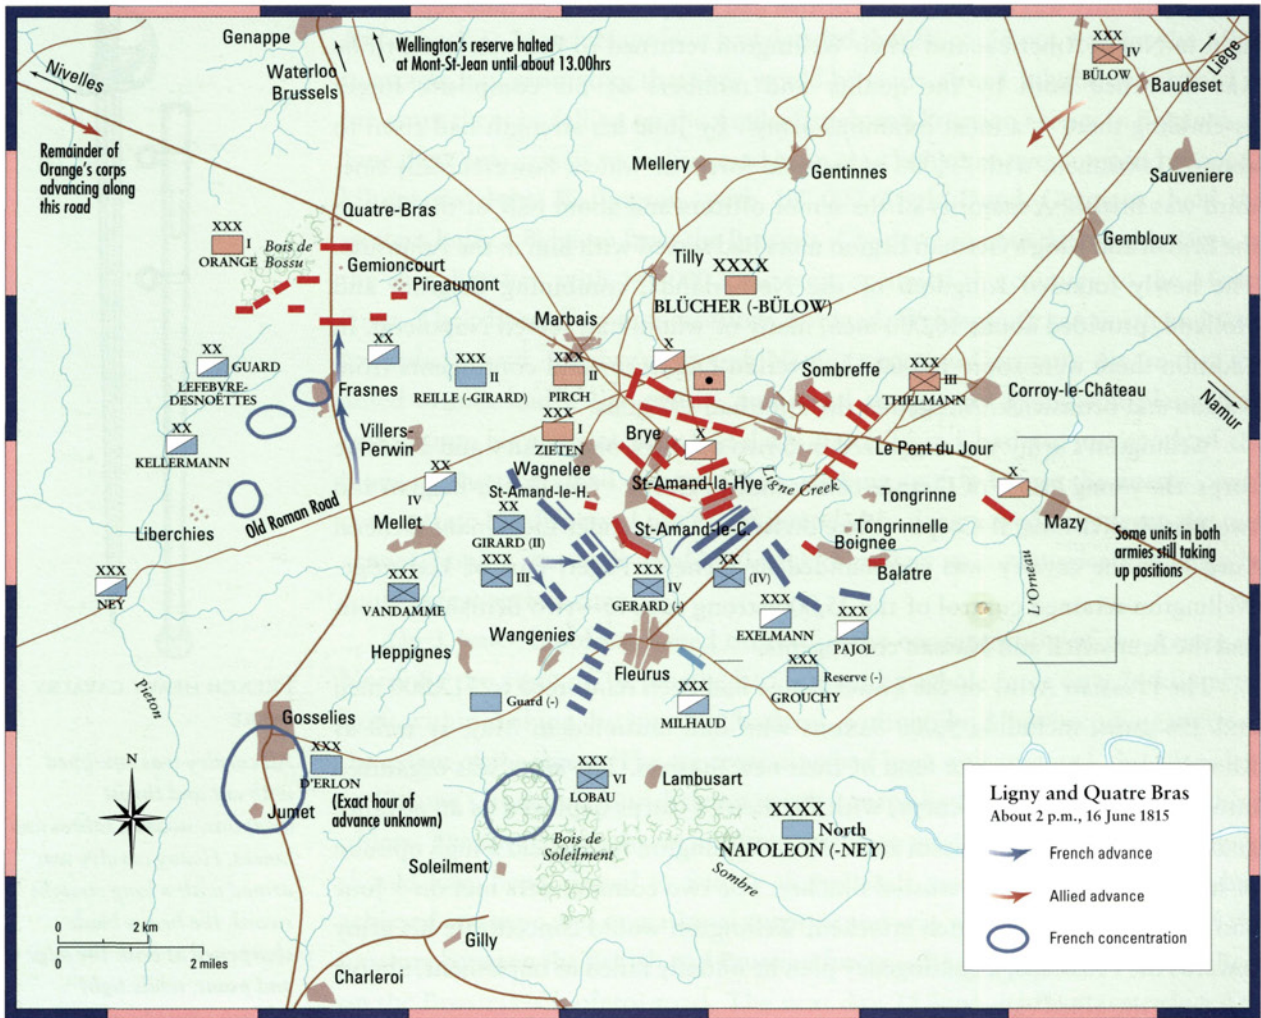 Genappe
Waterloo
Brussels
Wellington's reserve halted
at Mont-St-Jean until about 13.00hrs
XXX
IV
BÜLOW
Liège
Baudeset
Nivelles
Remainder of
Orange's corps
advancing along
this road
Mellery
Gentinnes
Sauveniere
Quatre-Bras
XXX
I
ORANGE
Bois de
Bossu
Gemioncourt
Pireaumont
Gembloux
Tilly
XXXX
BLÜCHER (-BÜLOW)
Marbais
XX
GUARD
LEFEBVRE-
DESNOËTTES
XX
XXX
II
REILLE (-GIRARD)
XXX
II
PIRCH
X
Sombreffe
XXX
III
THIELMANN
Corroy-le-Château
Namur
Frasnes
XX
KELLERMANN
Villers-
Perwin
XXX
I
ZIETEN
Brye
X
Le Pont du Jour
Wagnelee
XX
IV
St-Amand-le-H.
St-Amand-la-Hye
Ligne Creek
Tongrinne
X
Mazy
Old Roman Road
Liberchies
Mellet
XX
GIRARD (II)
St-Amand-le-C.
Tongrinnelle
Boignee
Balatre
Some units in both
armies still taking
up positions
XXX
NEY
XXX
VANDAMME
XXX
III
XXX
IV
GERARD (-)
XX
(IV)
XXX
EXELMANN
XXX
PAJOL
L'Orneau
Heppignes
Wangenies
Fleurus
XXX
Reserve (-)
GROUCHY
Piéton
Guard (-)
XXX
MILHAUD
Gosselies
XXX
D'ERLON
(Exact hour of
advance unknown)
Jumet
XXX
VI
LOBAU
Lambusart
XXXX
North
NAPOLEON (-NEY)
N
Bois de
Soleilment
Soleilment
Sombre
Ligny and Quatre Bras
About 2 p.m., 16 June 1815
French advance
Allied advance
French concentration
0 2 km
0 2 miles
Gilly
Charleroi